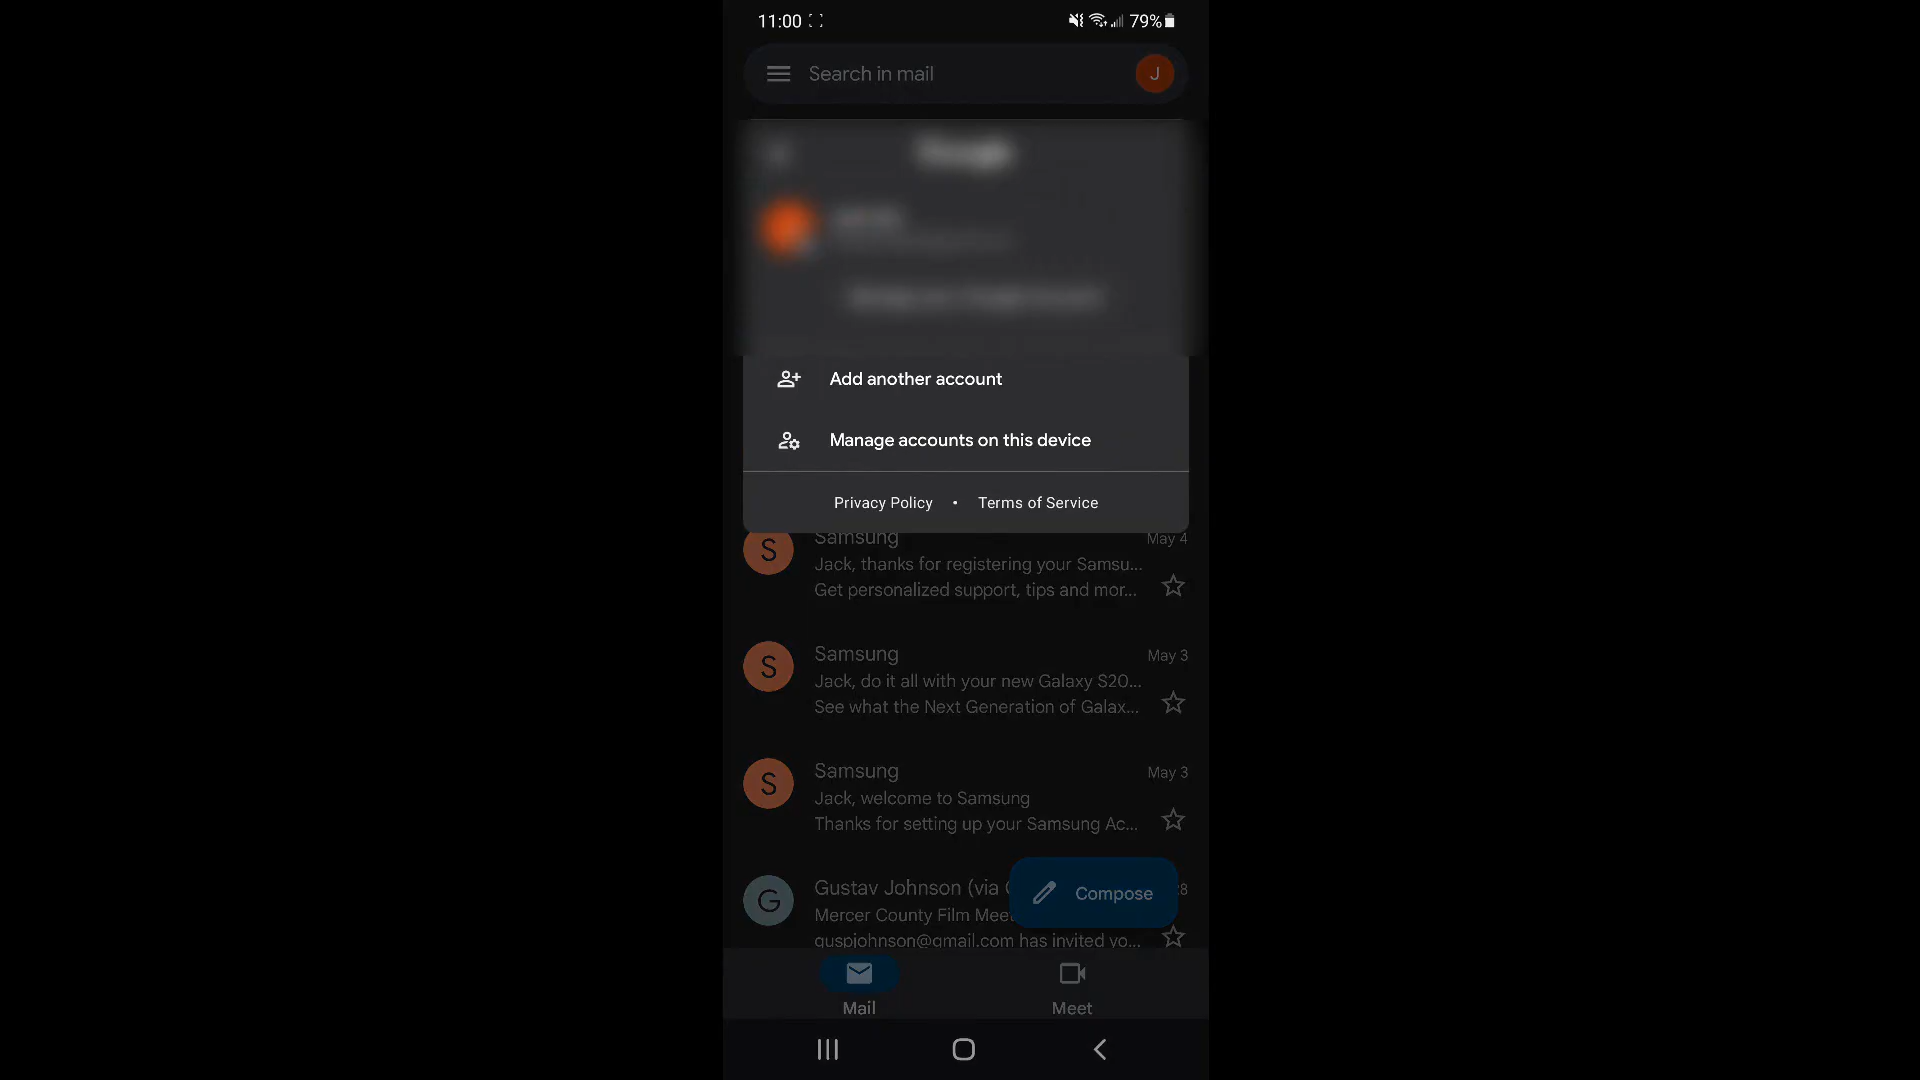 11:00
79%
Search in mail
J
Add another account
Manage accounts on this device
Privacy Policy • Terms of Service
Samsung
May 4
S
Jack, thanks for registering your Samsu...
Get personalized support, tips and mor...
Samsung
May 3
S
Jack, do it all with your new Galaxy S20...
See what the Next Generation of Galax...
Samsung
May 3
S
Jack, welcome to Samsung
Thanks for setting up your Samsung Ac...
Gustav Johnson (via
8
G
Mercer County Film Meet
guspjohnson@gmail.com has invited yo...
Compose
Mail
Meet